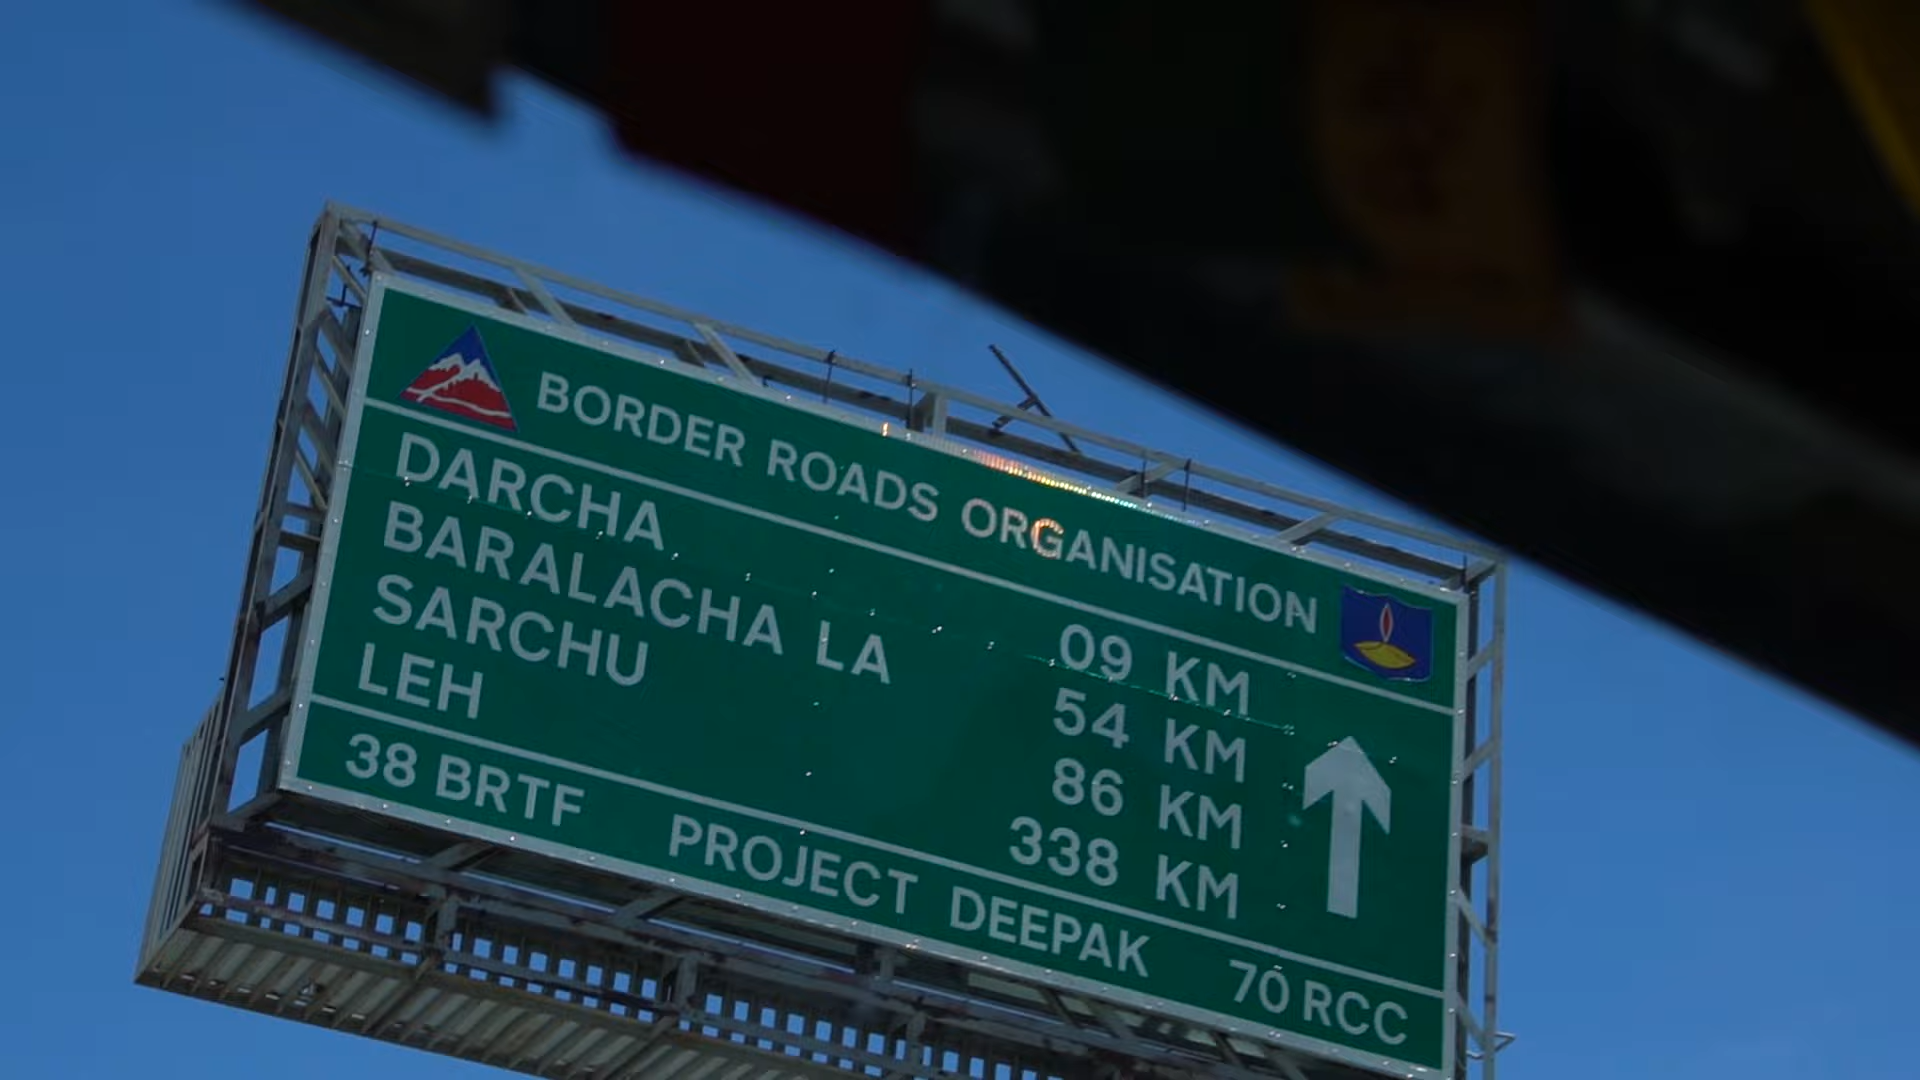 BORDER ROADS ORGANISATION
DARCHA 09 KM
BARALACHA LA 54 KM
SARCHU 86 KM
LEH 338 KM
38 BRTF PROJECT DEEPAK 70 RCC